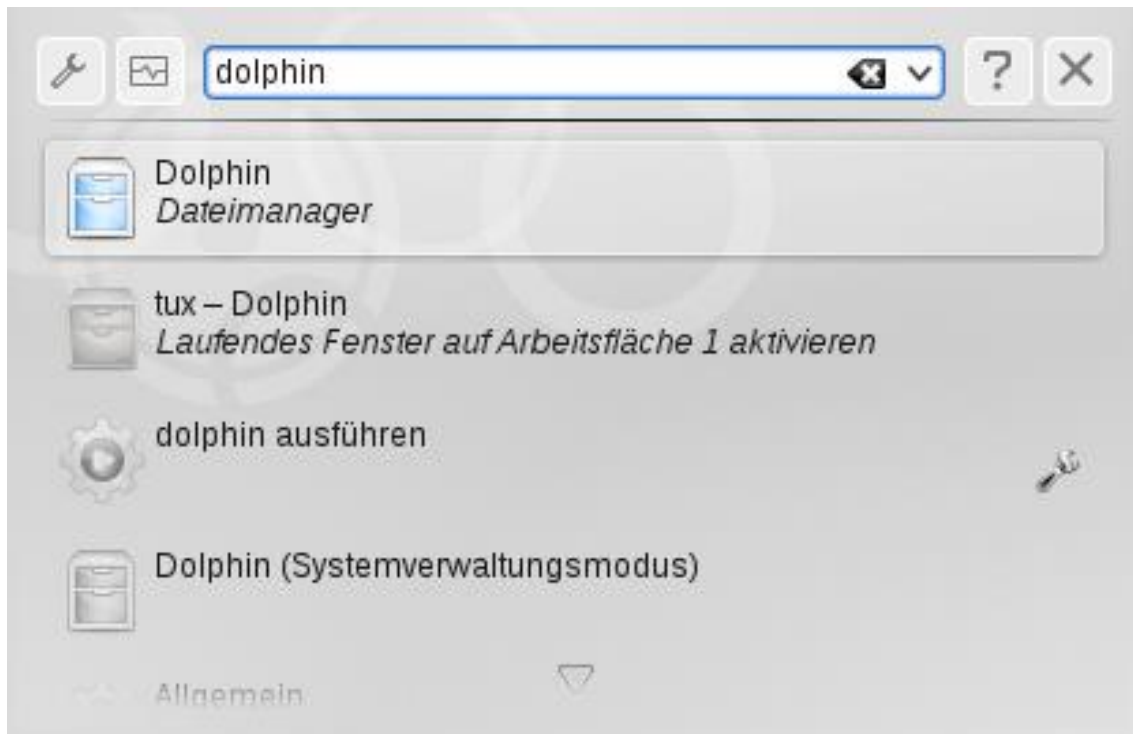 dolphin
Dolphin
Dateimanager
tux – Dolphin
Laufendes Fenster auf Arbeitsfläche 1 aktivieren
dolphin ausführen
Dolphin (Systemverwaltungsmodus)
Allgemein